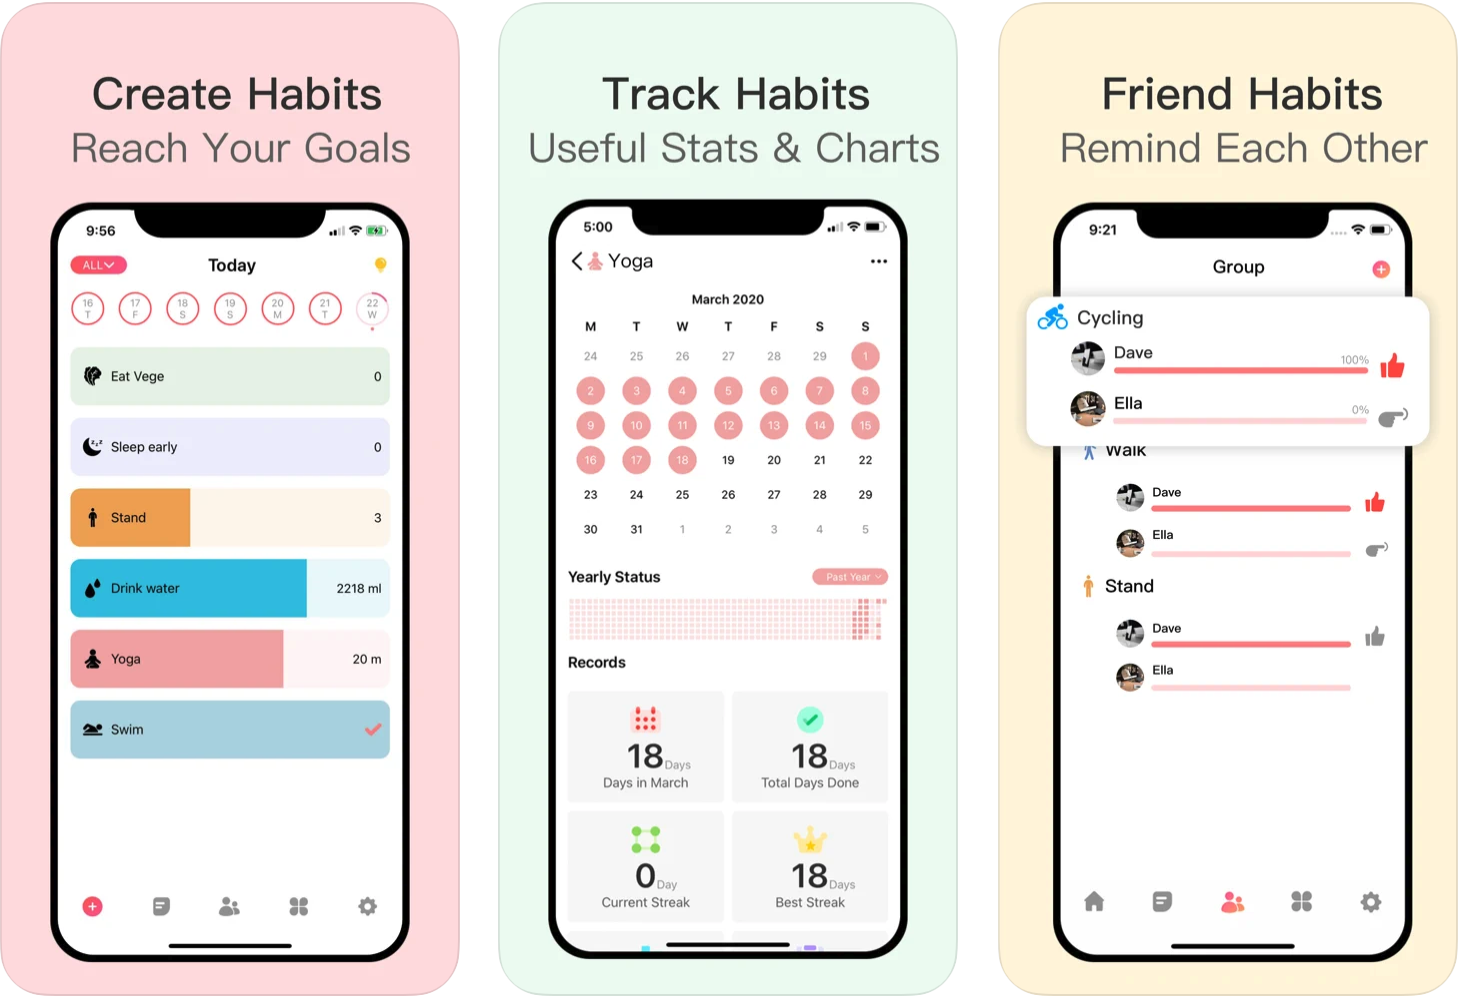 Create Habits
Reach Your Goals
9:56
ALL
Today
16 17 18 19 20 21 22
T F S S M T W
Eat Vege 0
Sleep early 0
Stand 3
Drink water 2218 ml
Yoga 20 m
Swim
Track Habits
Useful Stats & Charts
5:00
Yoga
March 2020
M T W T F S S
24 25 26 27 28 29 1
2 3 4 5 6 7 8
9 10 11 12 13 14 15
16 17 18 19 20 21 22
23 24 25 26 27 28 29
30 31 1 2 3 4 5
Yearly Status Past Year
Records
18 Days
Days in March
18 Days
Total Days Done
0 Day
Current Streak
18 Days
Best Streak
Friend Habits
Remind Each Other
9:21
Group
Cycling
Dave
100%
Ella
0%
Walk
Dave
Ella
Stand
Dave
Ella